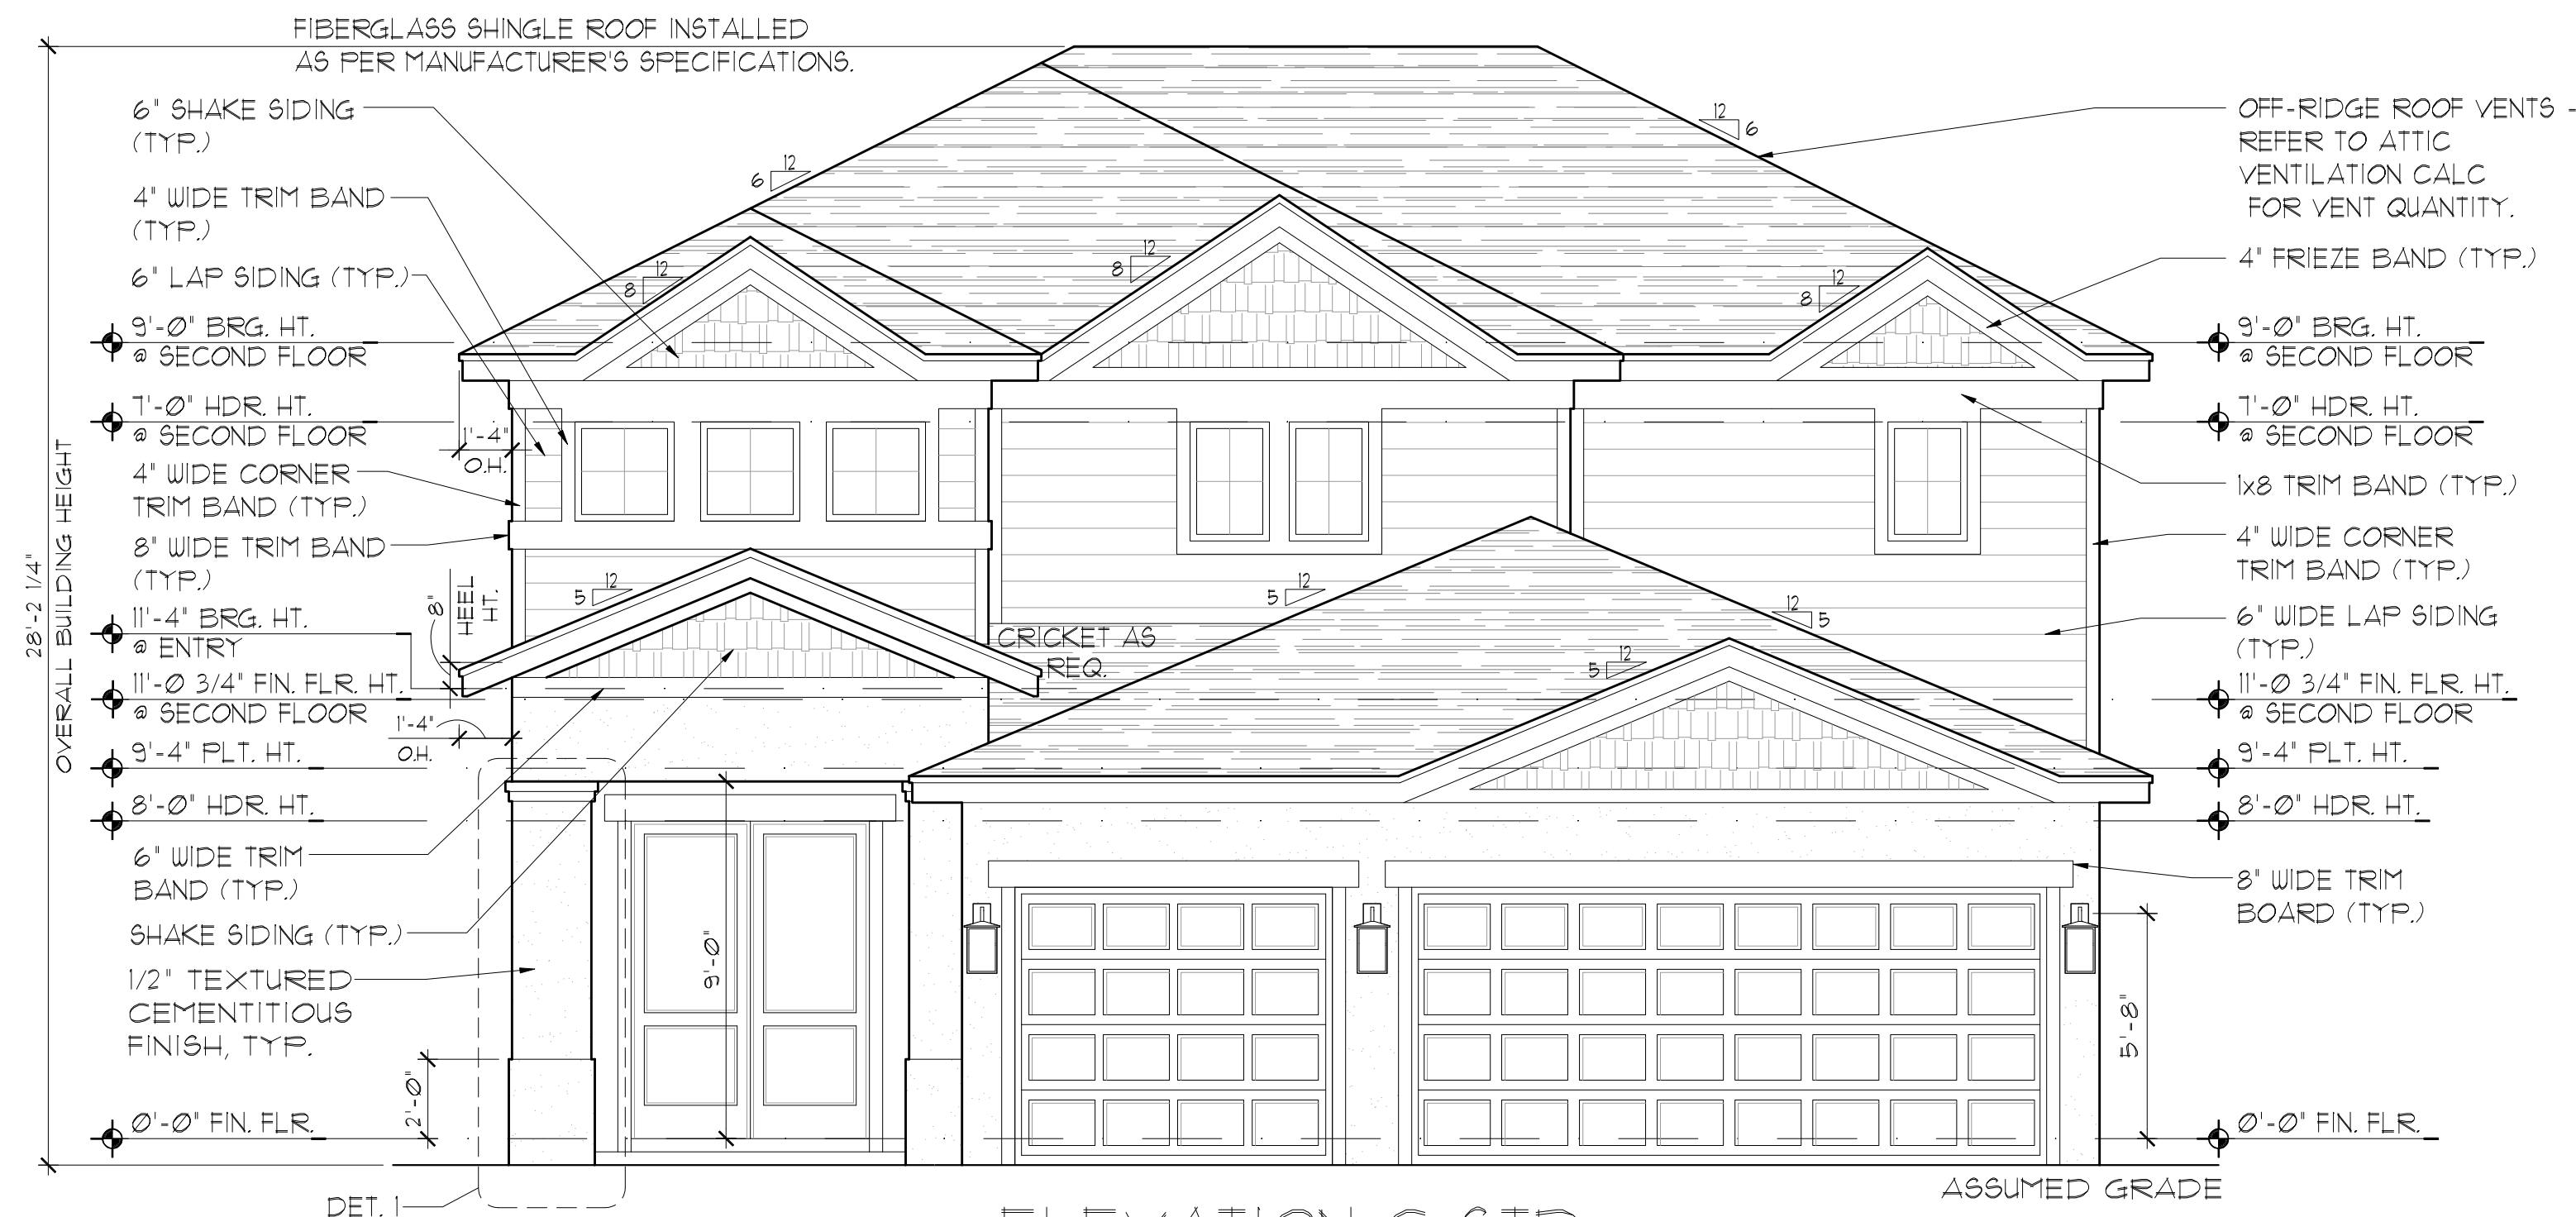 FIBERGLASS SHINGLE ROOF INSTALLED
AS PER MANUFACTURER'S SPECIFICATIONS.
6" SHAKE SIDING
(TYP.)
4" WIDE TRIM BAND
(TYP.)
6" LAP SIDING (TYP.)
9'-0" BRG. HT.
@ SECOND FLOOR
7'-0" HDR. HT.
@ SECOND FLOOR
1'-4"
O.H.
4" WIDE CORNER
TRIM BAND (TYP.)
8" WIDE TRIM BAND
(TYP.)
11'-4" BRG. HT.
@ ENTRY
8"
HEEL
HT.
11'-0 3/4" FIN. FLR. HT.
@ SECOND FLOOR
1'-4"
O.H.
9'-4" PLT. HT.
8'-0" HDR. HT.
6" WIDE TRIM
BAND (TYP.)
SHAKE SIDING (TYP.)
1/2" TEXTURED
CEMENTITIOUS
FINISH, TYP.
2'-0"
0'-0" FIN. FLR.
DET. 1
28'-2 1/4"
OVERALL BUILDING HEIGHT
12
6
12
6
12
8
12
8
12
8
12
5
12
5
12
5
12
5
CRICKET AS
REQ.
9'-0"
OFF-RIDGE ROOF VENTS -
REFER TO ATTIC
VENTILATION CALC
FOR VENT QUANTITY.
4" FRIEZE BAND (TYP.)
9'-0" BRG. HT.
@ SECOND FLOOR
7'-0" HDR. HT.
@ SECOND FLOOR
1x8 TRIM BAND (TYP.)
4" WIDE CORNER
TRIM BAND (TYP.)
6" WIDE LAP SIDING
(TYP.)
11'-0 3/4" FIN. FLR. HT.
@ SECOND FLOOR
9'-4" PLT. HT.
8'-0" HDR. HT.
8" WIDE TRIM
BOARD (TYP.)
5'-8"
0'-0" FIN. FLR.
ASSUMED GRADE